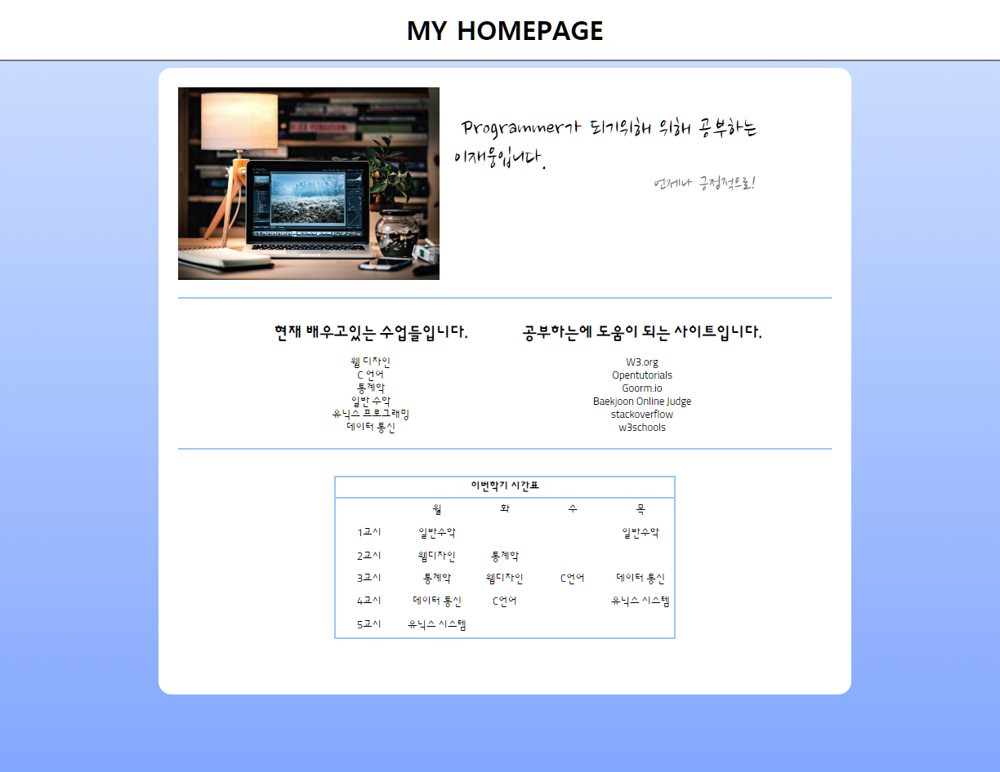 MY HOMEPAGE
Programmer가 되기위해 위해 공부하는
이재웅입니다.
언제나 긍정적으로!
현재 배우고있는 수업들입니다.
웹 디자인
C 언어
통계학
일반 수학
유닉스 프로그래밍
데이터 통신
공부하는에 도움이 되는 사이트입니다.
W3.org
Opentutorials
Goorm.io
Baekjoon Online Judge
stackoverflow
w3schools
이번학기 시간표
월 화 수 목
1교시 일반수학 일반수학
2교시 웹디자인 통계학
3교시 통계학 웹디자인 C언어 데이터 통신
4교시 데이터 통신 C언어 유닉스 시스템
5교시 유닉스 시스템